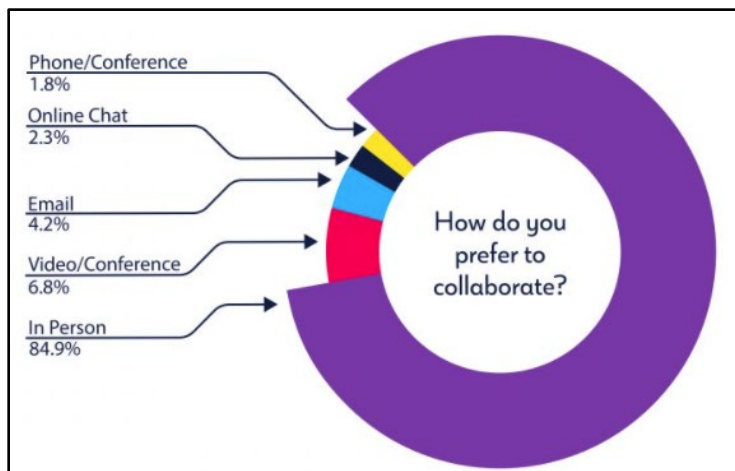 Phone/Conference
1.8%
Online Chat
2.3%
Email
4.2%
Video/Conference
6.8%
In Person
84.9%
How do you
prefer to
collaborate?